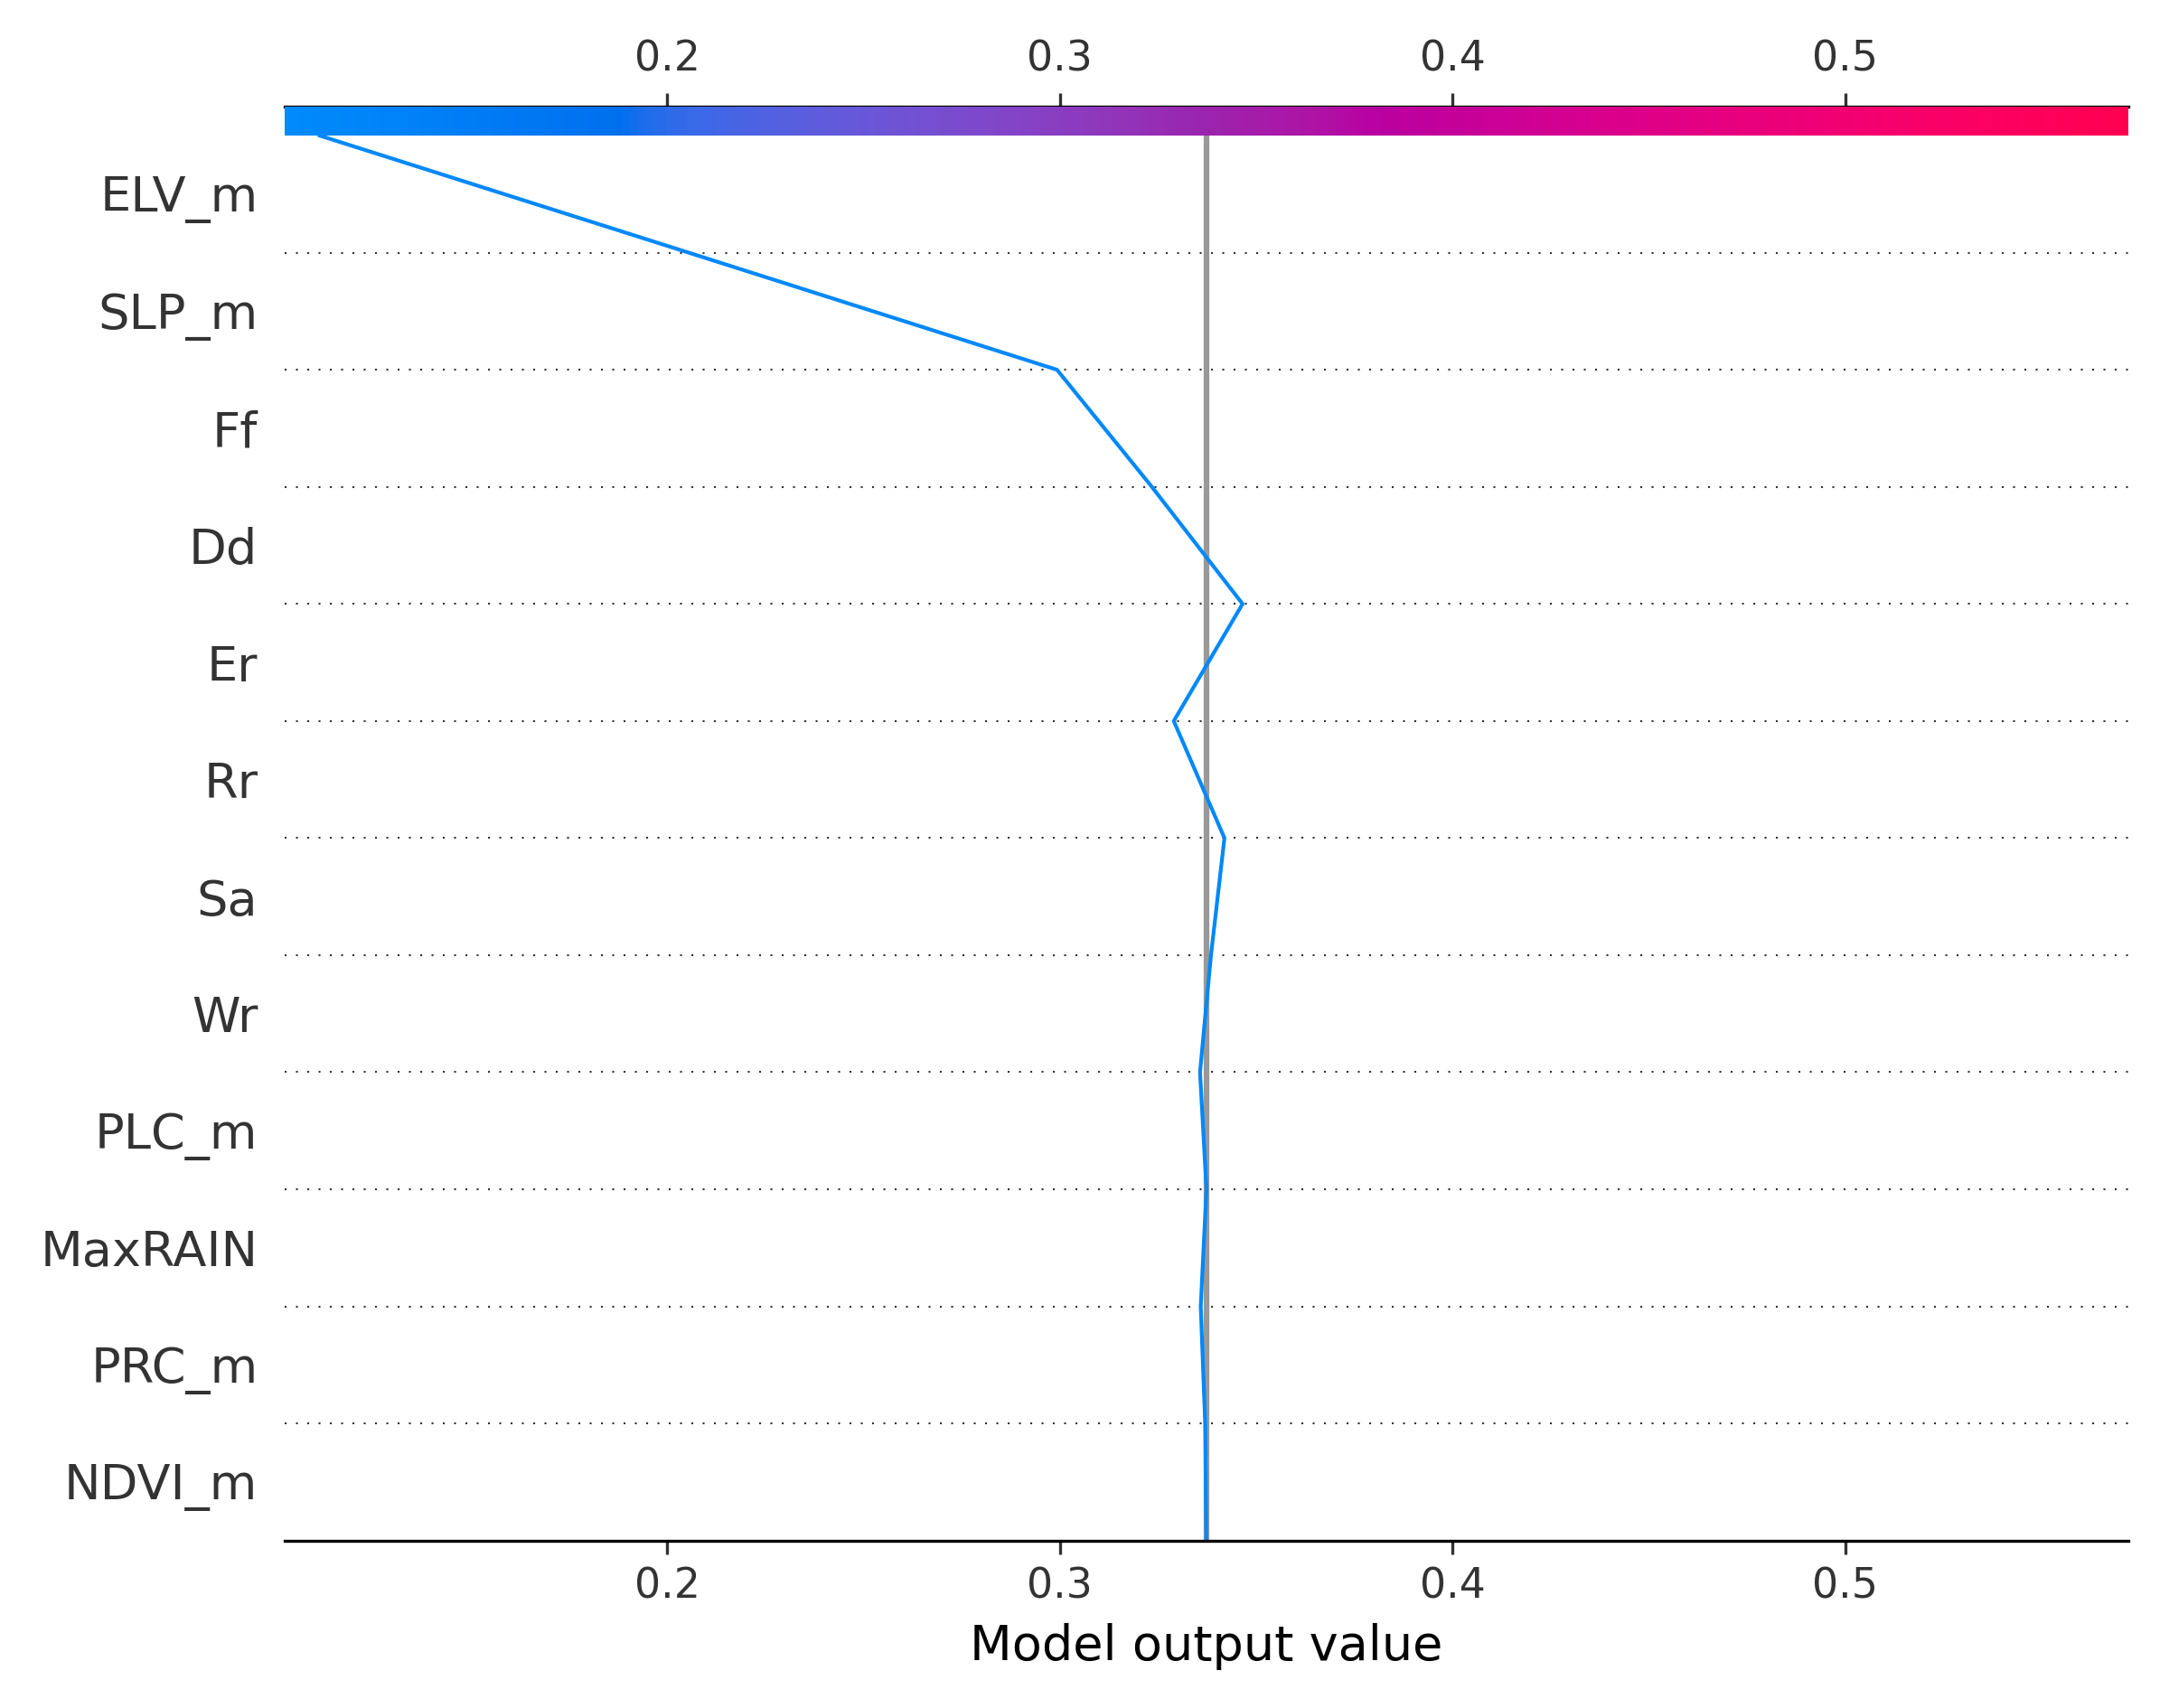 0.2 0.3 0.4 0.5
ELV_m
SLP_m
Ff
Dd
Er
Rr
Sa
Wr
PLC_m
MaxRAIN
PRC_m
NDVI_m
0.2 0.3 0.4 0.5
Model output value